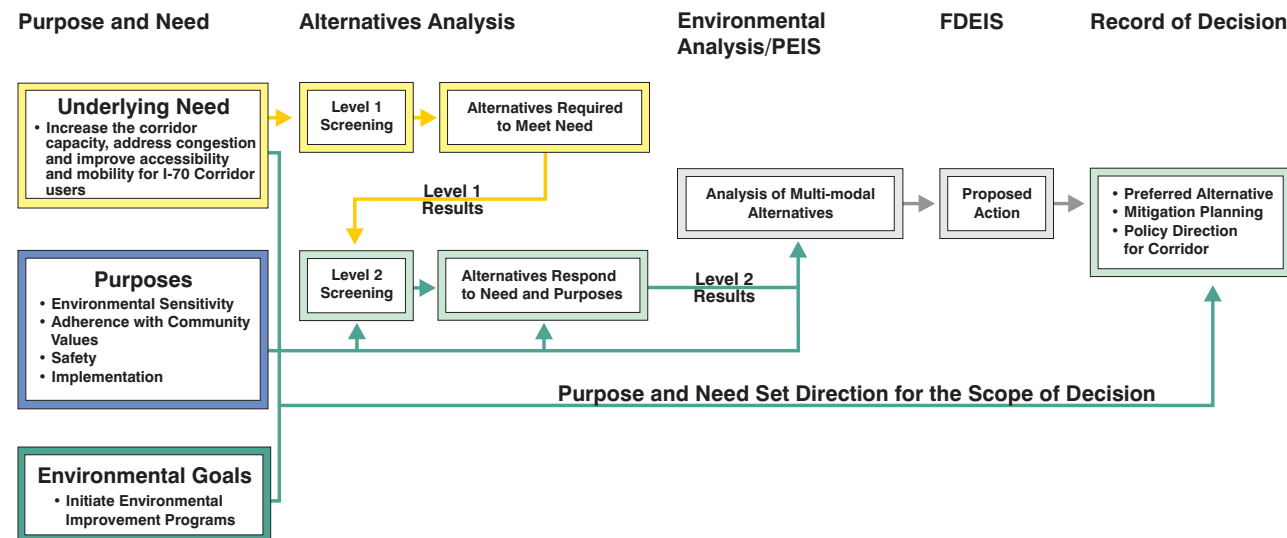 Purpose and Need
Alternatives Analysis
Environmental
Analysis/PEIS
FDEIS
Record of Decision
Underlying Need
• Increase the corridor
capacity, address congestion
and improve accessibility
and mobility for I-70 Corridor
users
Level 1
Screening
Alternatives Required
to Meet Need
Level 1
Results
Purposes
• Environmental Sensitivity
• Adherence with Community
Values
• Safety
• Implementation
Level 2
Screening
Alternatives Respond
to Need and Purposes
Level 2
Results
Analysis of Multi-modal
Alternatives
Proposed
Action
• Preferred Alternative
• Mitigation Planning
• Policy Direction
for Corridor
Purpose and Need Set Direction for the Scope of Decision
Environmental Goals
• Initiate Environmental
Improvement Programs